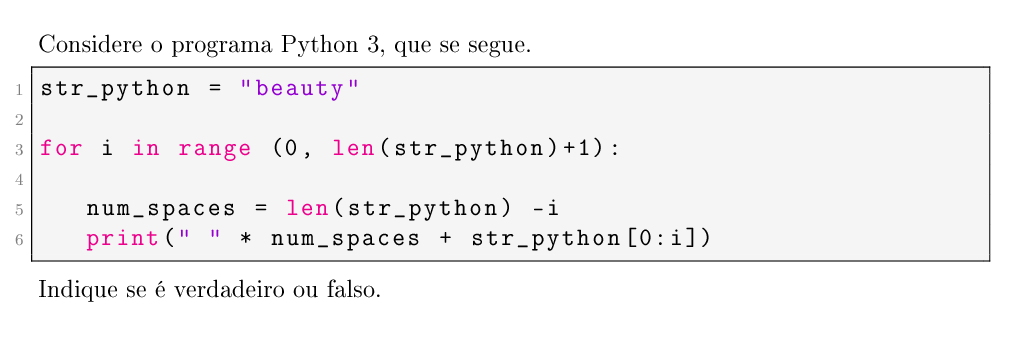 Considere o programa Python 3, que se segue.
1 str_python = "beauty"
2
3 for i in range (0, len(str_python)+1):
4
5    num_spaces = len(str_python) -i
6    print(" " * num_spaces + str_python[0:i])
Indique se é verdadeiro ou falso.